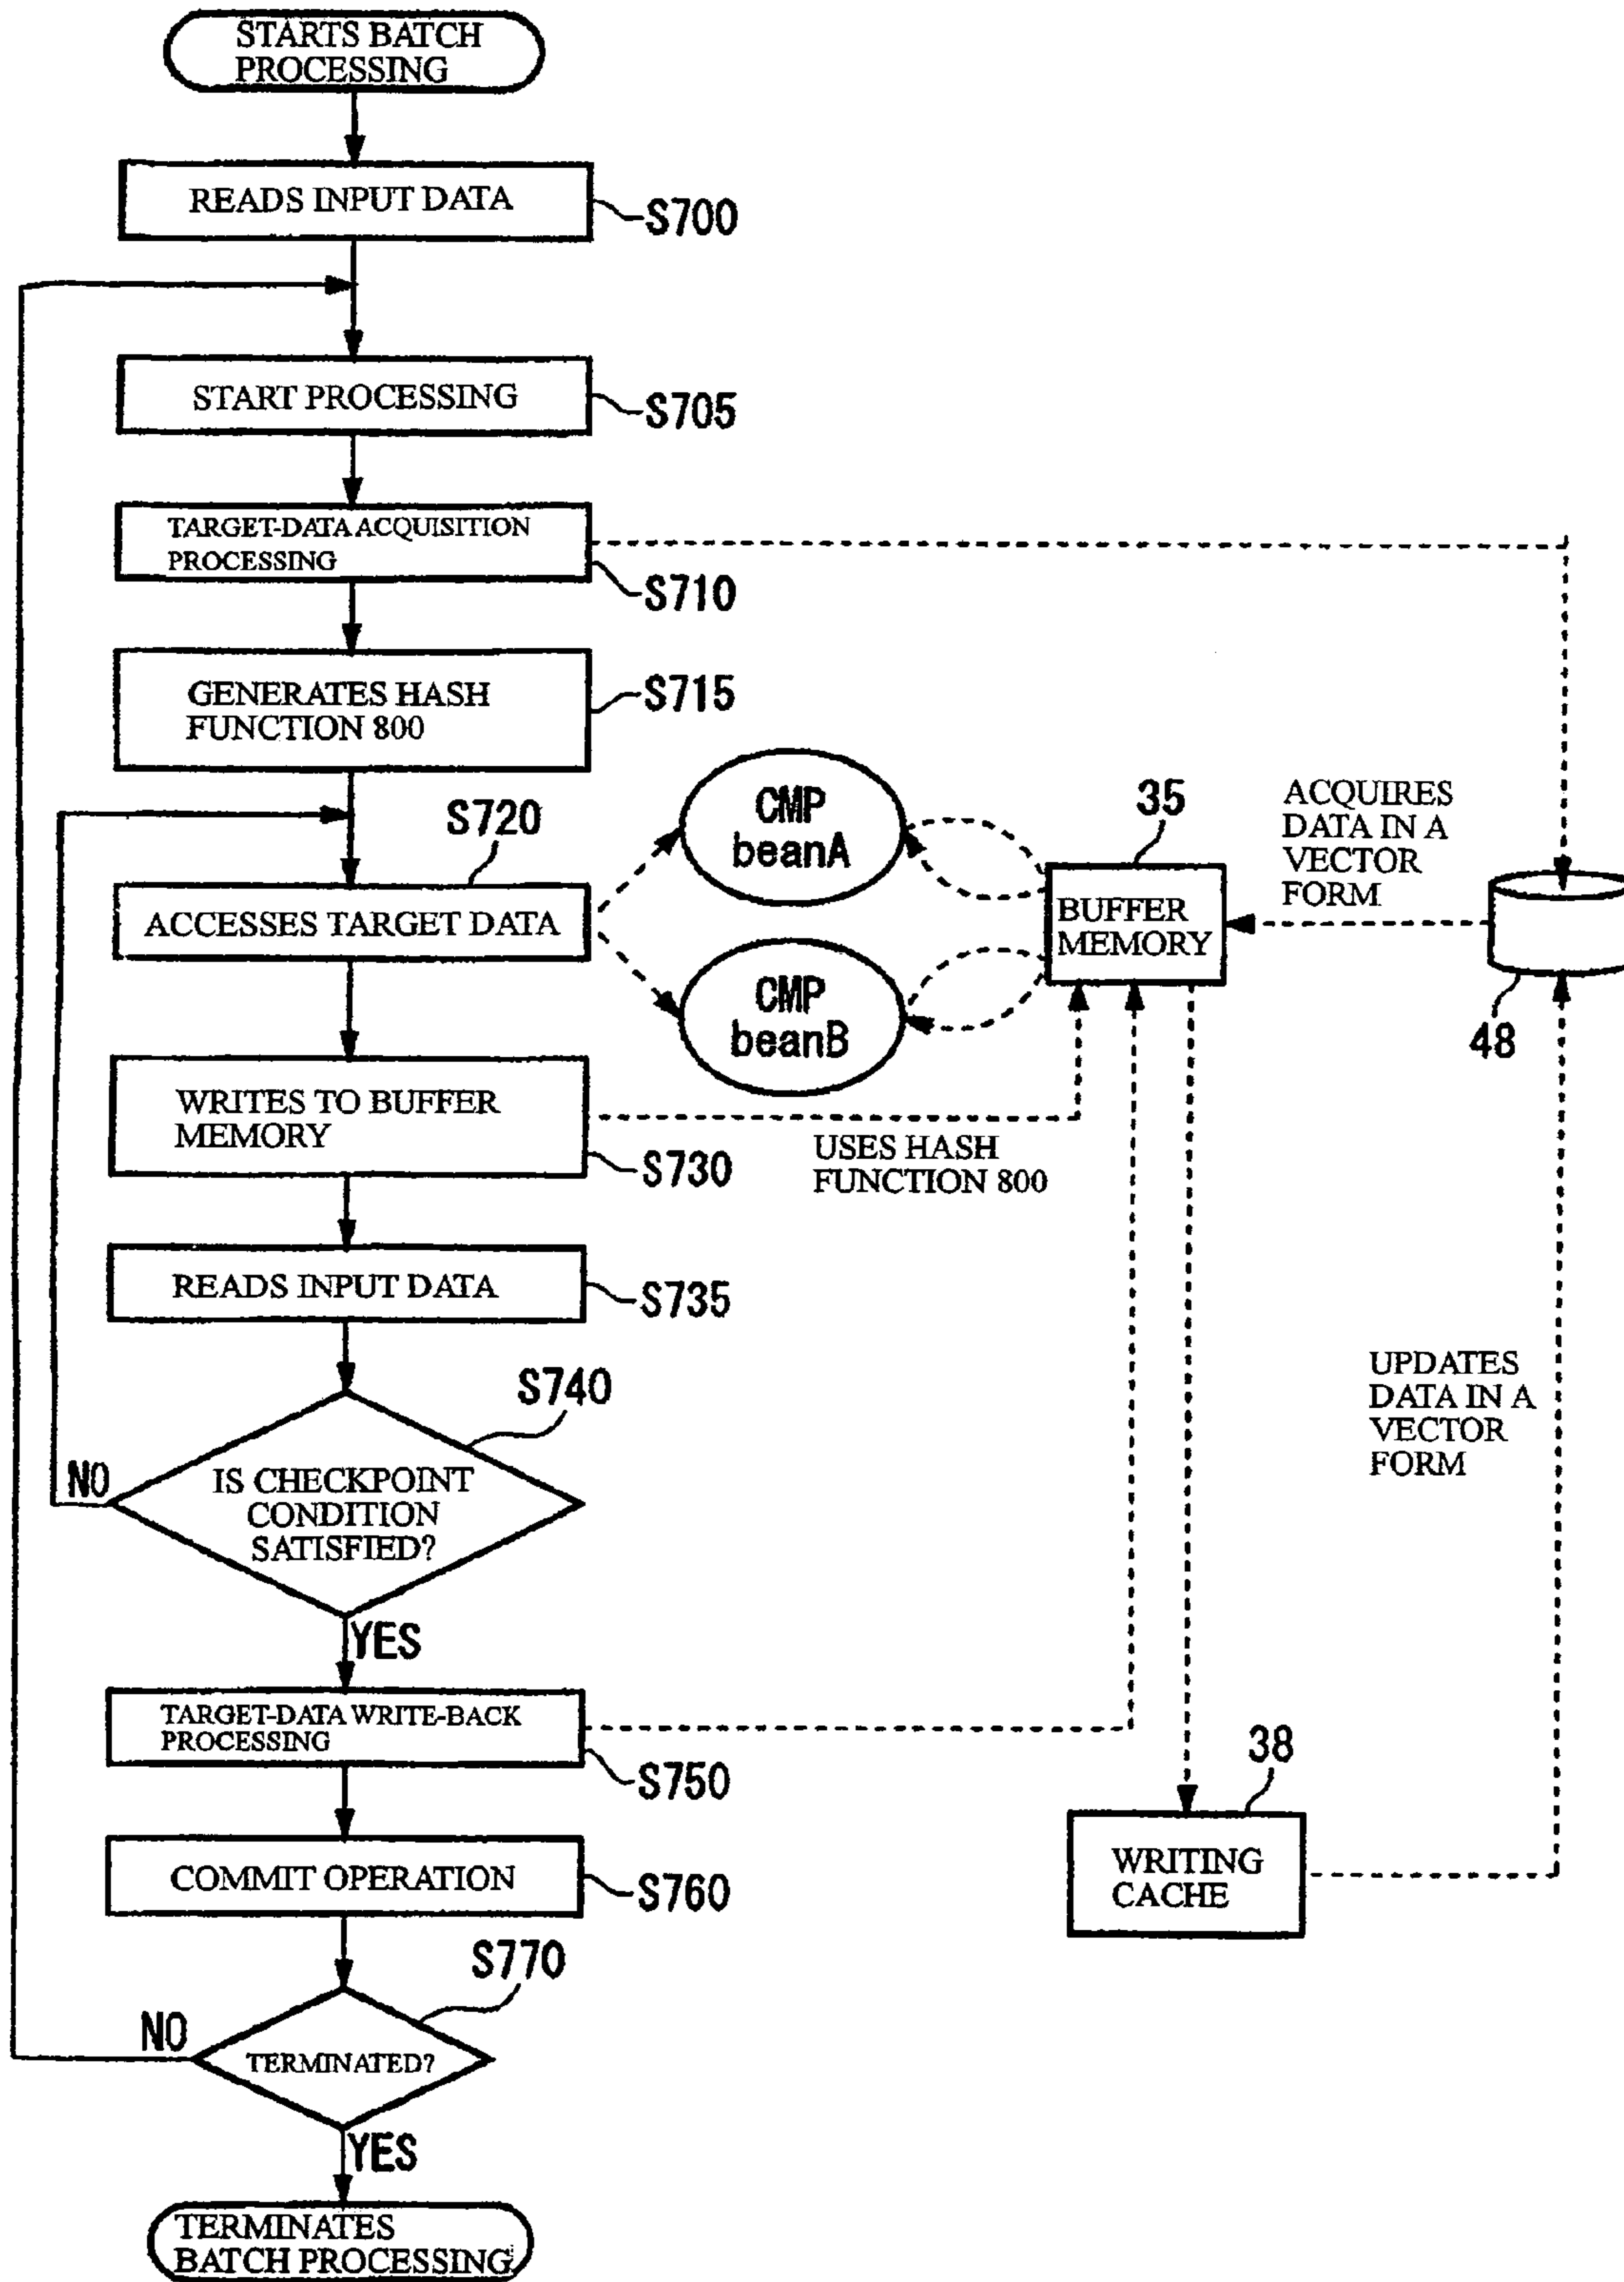 STARTS BATCH
PROCESSING
READS INPUT DATA
S700
START PROCESSING
S705
TARGET-DATA ACQUISITION
PROCESSING
S710
GENERATES HASH
FUNCTION 800
S715
S720
ACCESSES TARGET DATA
CMP
beanA
CMP
beanB
35
BUFFER
MEMORY
ACQUIRES
DATA IN A
VECTOR
FORM
48
WRITES TO BUFFER
MEMORY
S730
USES HASH
FUNCTION 800
READS INPUT DATA
S735
S740
NO
IS CHECKPOINT
CONDITION
SATISFIED?
YES
UPDATES
DATA IN A
VECTOR
FORM
TARGET-DATA WRITE-BACK
PROCESSING
S750
38
WRITING
CACHE
COMMIT OPERATION
S760
S770
NO
TERMINATED?
YES
TERMINATES
BATCH PROCESSING